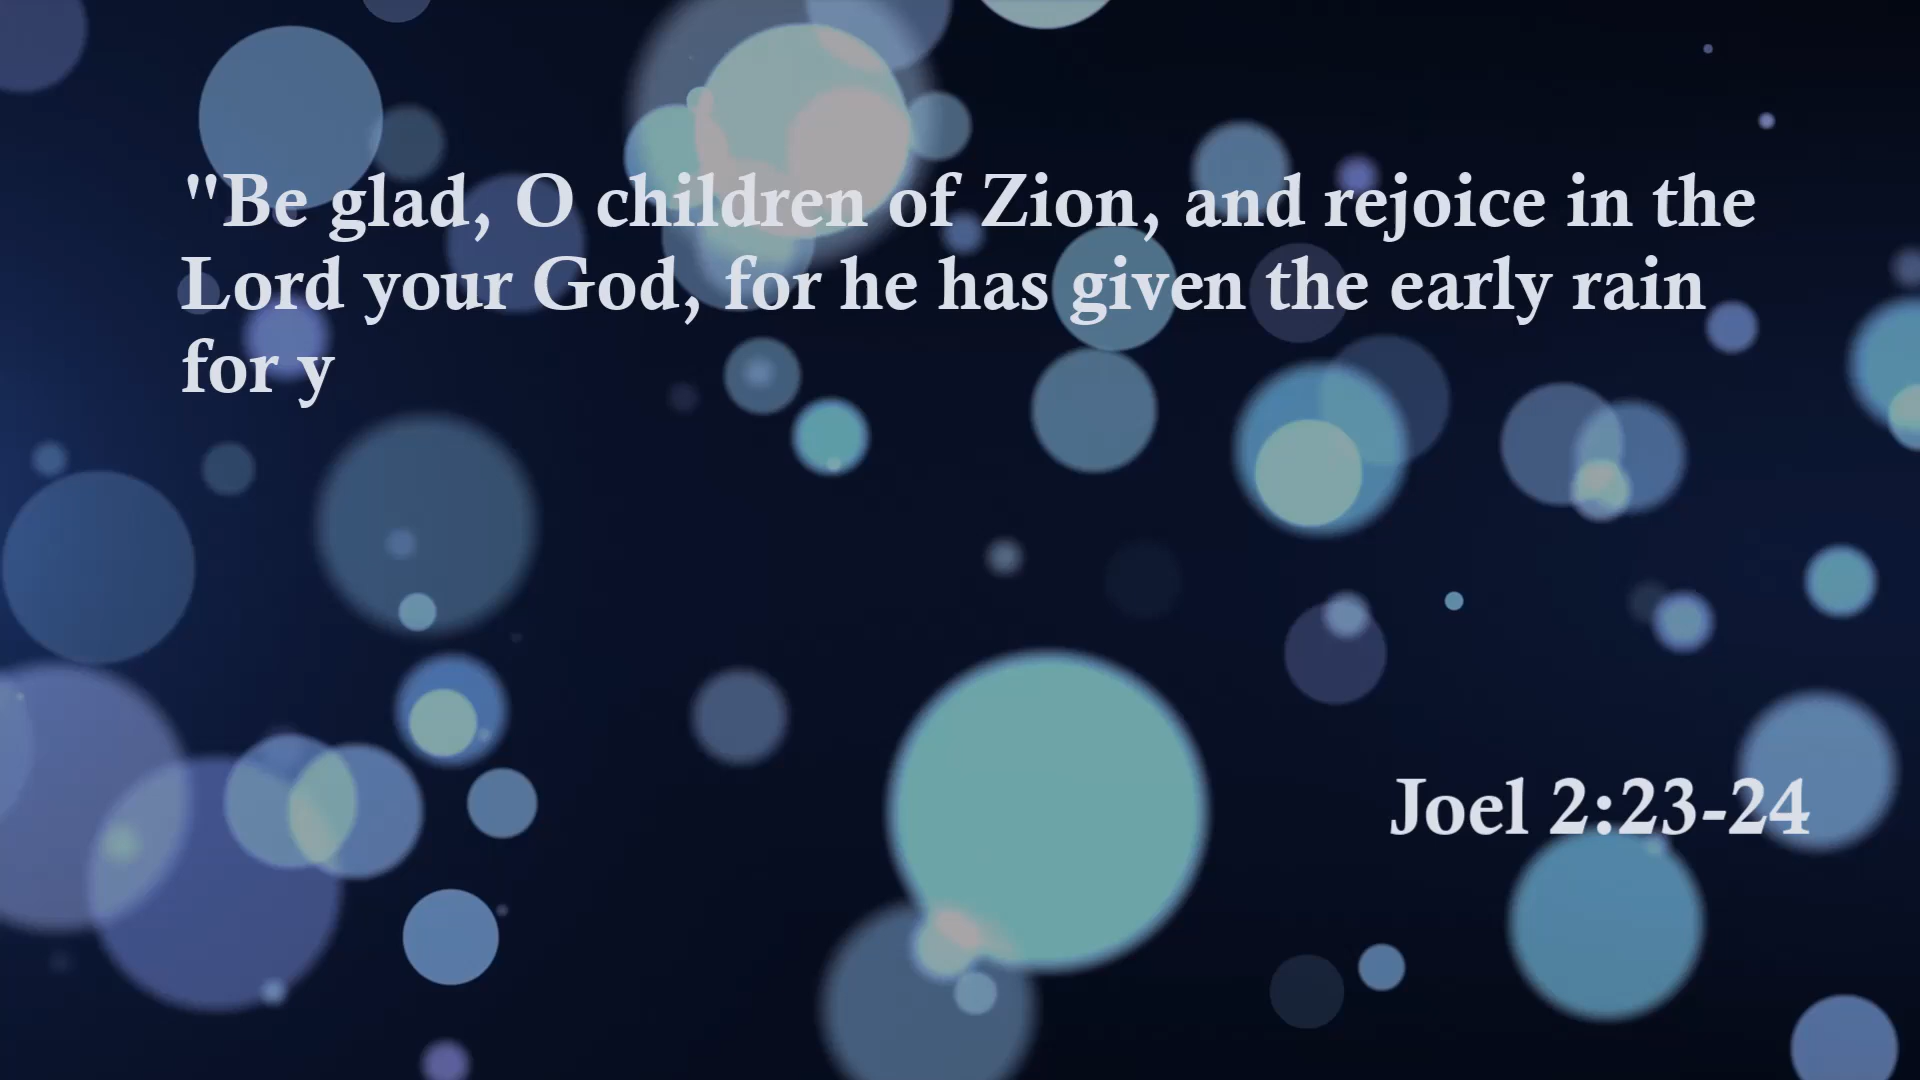 "Be glad, O children of Zion, and rejoice in the
Lord your God, for he has given the early rain
for y
Joel 2:23-24